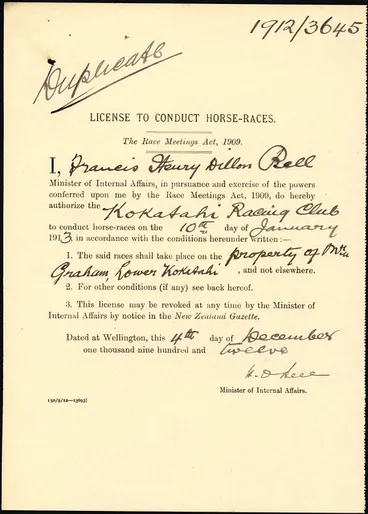 1912/3645
Duplicate
LICENSE TO CONDUCT HORSE-RACES.
The Race Meetings Act, 1909.
I, Francis Henry Dillon Bell
Minister of Internal Affairs, in pursuance and exercise of the powers
conferred upon me by the Race Meetings Act, 1909, do hereby
authorize the Kokatahi Racing Club
to conduct horse-races on the 10th day of January
1913 in accordance with the conditions hereunder written :—
1. The said races shall take place on the property of Mrs
Graham Lower Kokitahi, and not elsewhere.
2. For other conditions (if any) see back hereof.
3. This license may be revoked at any time by the Minister of
Internal Affairs by notice in the New Zealand Gazette.
Dated at Wellington, this 4th day of December
one thousand nine hundred and twelve
Minister of Internal Affairs.